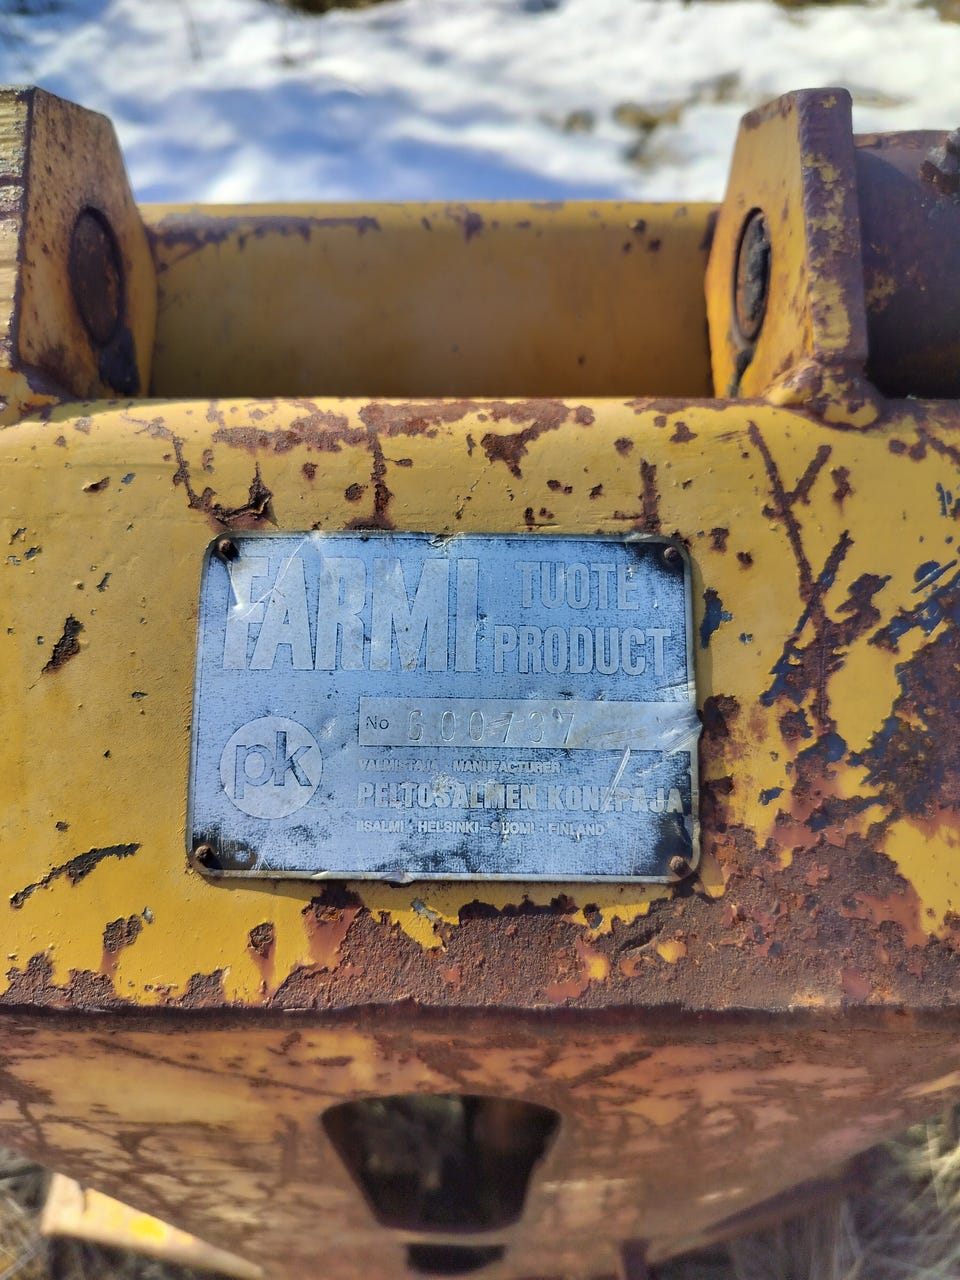 FARMI TUOTE
PRODUCT
No 600737
pk
VALMISTAJA MANUFACTURER
PELTOSALMEN KONEPAJA
IISALMI - HELSINKI - SUOMI - FINLAND